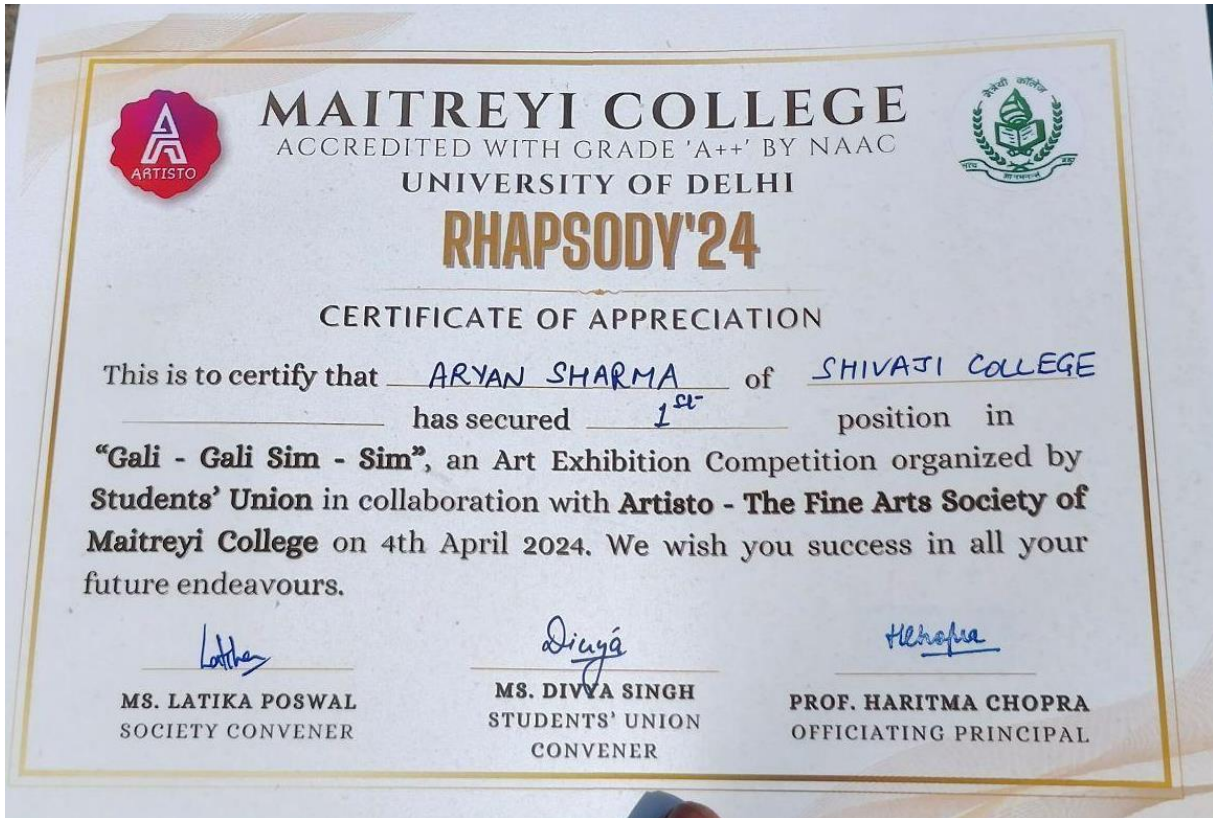 ARTISTO
मैत्रेयी कॉलेज
MAITREYI COLLEGE
ACCREDITED WITH GRADE 'A++' BY NAAC
UNIVERSITY OF DELHI
RHAPSODY'24
CERTIFICATE OF APPRECIATION
This is to certify that ARYAN SHARMA of SHIVAJI COLLEGE
has secured 1st position in
“Gali - Gali Sim - Sim”, an Art Exhibition Competition organized by
Students’ Union in collaboration with Artisto - The Fine Arts Society of
Maitreyi College on 4th April 2024. We wish you success in all your
future endeavours.
Latika Divya HChopra
MS. LATIKA POSWAL MS. DIVYA SINGH PROF. HARITMA CHOPRA
SOCIETY CONVENER STUDENTS' UNION OFFICIATING PRINCIPAL
CONVENER